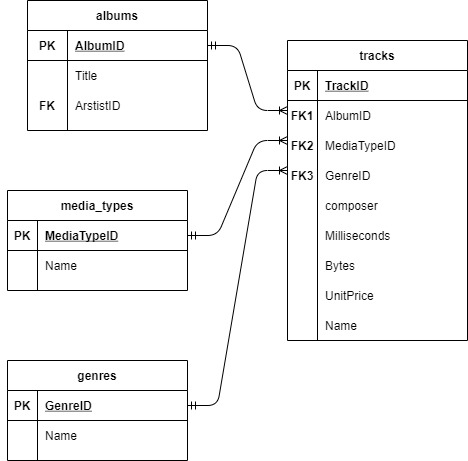 albums
PK AlbumID
Title
FK ArstistID
tracks
PK TrackID
FK1 AlbumID
FK2 MediaTypeID
FK3 GenreID
composer
Milliseconds
Bytes
UnitPrice
Name
media_types
PK MediaTypeID
Name
genres
PK GenreID
Name